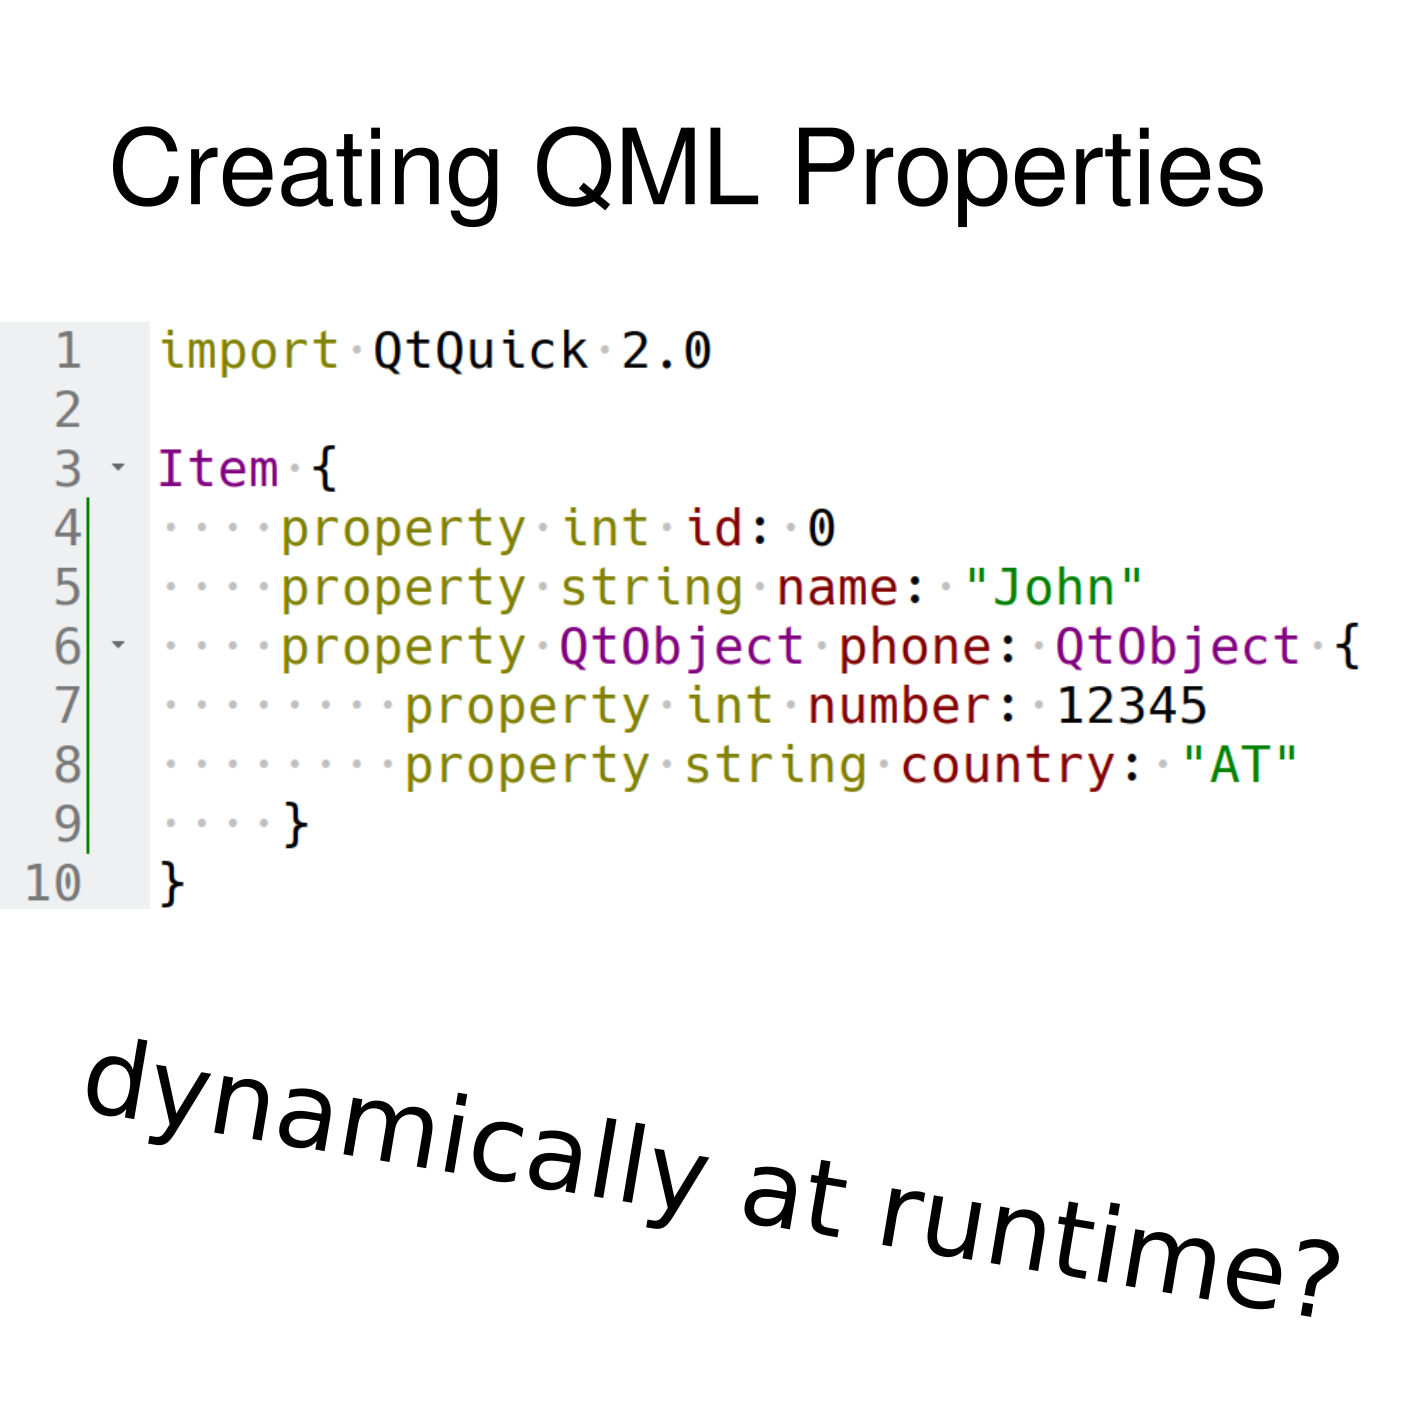 Creating QML Properties
1 import QtQuick 2.0
2
3 Item {
4     property int id: 0
5     property string name: "John"
6     property QtObject phone: QtObject {
7         property int number: 12345
8         property string country: "AT"
9     }
10 }
dynamically at runtime?